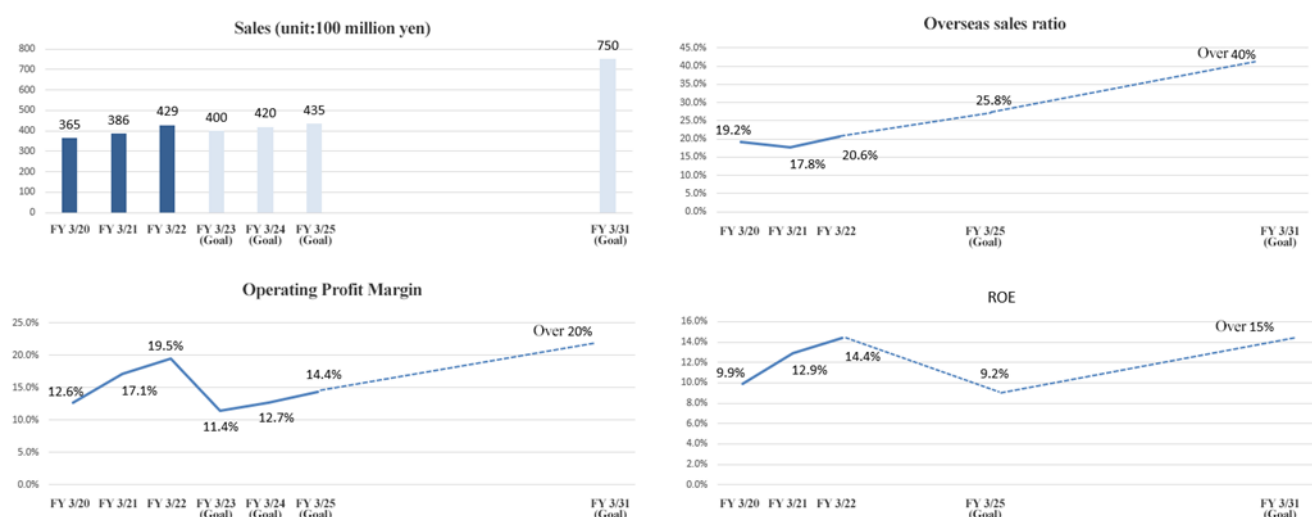 Sales (unit:100 million yen)
800
700
600
500
400
300
200
100
0
365
386
429
400
420
435
750
FY 3/20
FY 3/21
FY 3/22
FY 3/23
(Goal)
FY 3/24
(Goal)
FY 3/25
(Goal)
FY 3/31
(Goal)
Overseas sales ratio
45.0%
40.0%
35.0%
30.0%
25.0%
20.0%
15.0%
10.0%
5.0%
0.0%
19.2%
17.8%
20.6%
25.8%
Over 40%
FY 3/20
FY 3/21
FY 3/22
FY 3/25
(Goal)
FY 3/31
(Goal)
Operating Profit Margin
25.0%
20.0%
15.0%
10.0%
5.0%
0.0%
12.6%
17.1%
19.5%
11.4%
12.7%
14.4%
Over 20%
FY 3/20
FY 3/21
FY 3/22
FY 3/23
(Goal)
FY 3/24
(Goal)
FY 3/25
(Goal)
FY 3/31
(Goal)
ROE
16.0%
14.0%
12.0%
10.0%
8.0%
6.0%
4.0%
2.0%
0.0%
9.9%
12.9%
14.4%
9.2%
Over 15%
FY 3/20
FY 3/21
FY 3/22
FY 3/25
(Goal)
FY 3/31
(Goal)